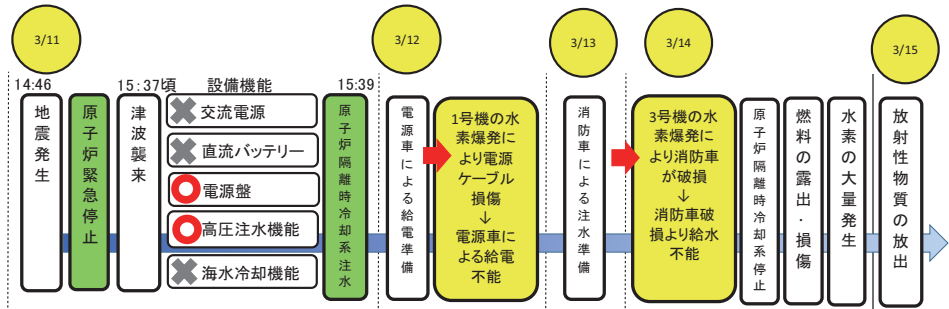 3/11
3/12
3/13
3/14
3/15
14:46
15:37頃
設備機能
15:39
地震発生
原子炉緊急停止
津波襲来
交流電源
直流バッテリー
電源盤
高圧注水機能
海水冷却機能
原子炉隔離時冷却系注水
電源車による給電準備
1号機の水
素爆発に
より電源
ケーブル
損傷
↓
電源車に
よる給電
不能
消防車による注水準備
3号機の水
素爆発に
より消防車
が破損
↓
消防車破
損より給水
不能
原子炉隔離時冷却系停止
燃料の露出・損傷
水素の大量発生
放射性物質の放出